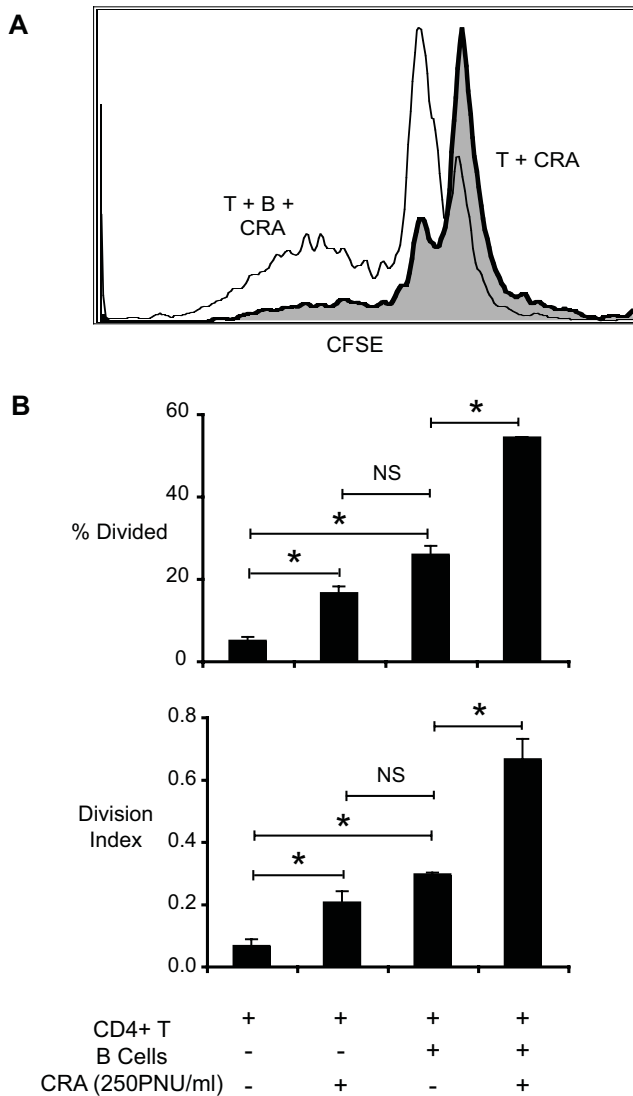 A
T + B +
CRA
T + CRA
CFSE
B
60
40
20
0
% Divided
*
*
NS
*
0.8
0.6
0.4
0.2
0.0
Division
Index
*
*
NS
*
CD4+ T + + + +
B Cells - - + +
CRA (250PNU/ml) - + - +